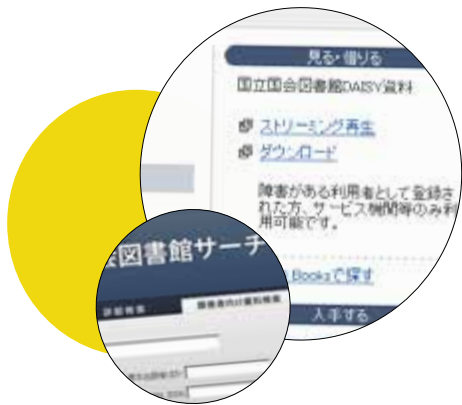 見る・借りる
国立国会図書館DAISY資料
ストリーミング再生
ダウンロード
障害がある利用者として登録さ
れた方、サービス機関等のみ利
用可能です。
Booksで探す
入手する
会図書館サーチ
詳細検索
障害者向け資料検索